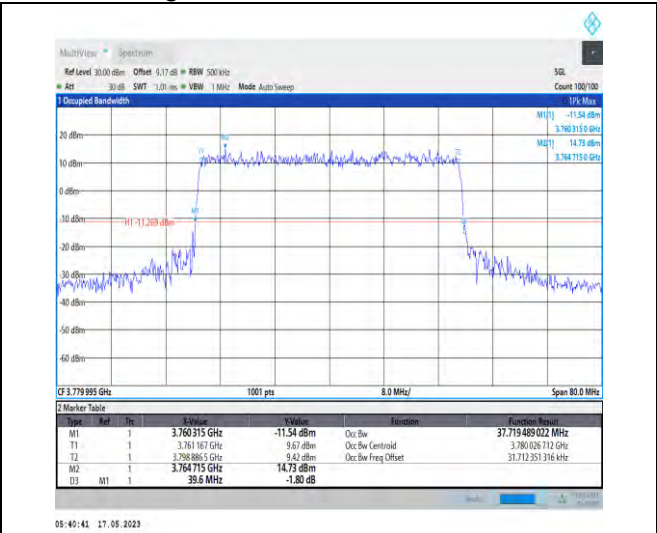 MultiView Spectrum
Ref Level 30.00 dBm Offset 9.17 dB RBW 500 kHz SGL
Att 30 dB SWT 1.01 ms VBW 1 MHz Mode Auto Sweep Count 100/100
1 Occupied Bandwidth 1Pk Max
M1[1] -11.54 dBm
3.760 315 0 GHz
M2[1] 14.73 dBm
3.764 715 0 GHz
20 dBm
T1 M2 T2
10 dBm
0 dBm
M1
-10 dBm
H1 -11.269 dBm
-20 dBm
-30 dBm
-40 dBm
-50 dBm
-60 dBm
CF 3.779 995 GHz 1001 pts 8.0 MHz/ Span 80.0 MHz
2 Marker Table
Type Ref Trc X-Value Y-Value Function Function Result
M1 1 3.760 315 GHz -11.54 dBm Occ Bw 37.719 489 022 MHz
T1 1 3.761 167 GHz 9.67 dBm Occ Bw Centroid 3.780 026 712 GHz
T2 1 3.798 886 5 GHz 9.42 dBm Occ Bw Freq Offset 31.712 351 316 kHz
M2 1 3.764 715 GHz 14.73 dBm
D3 M1 1 39.6 MHz -1.80 dB
05:40:41 17.05.2023